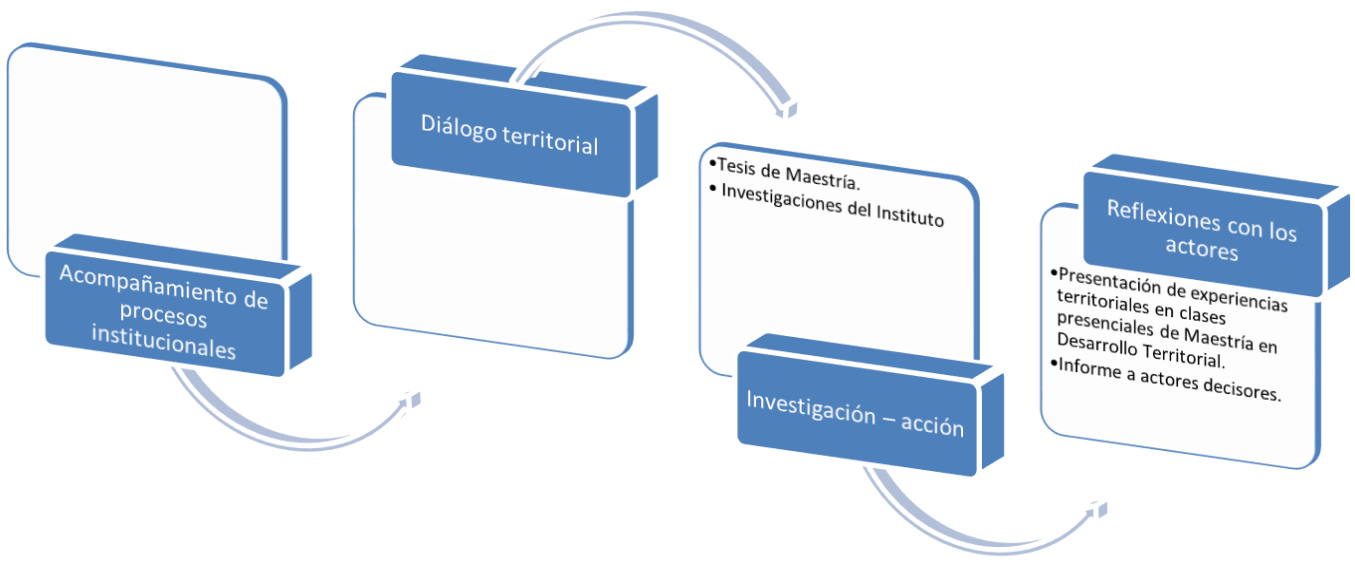 Acompañamiento de
procesos
institucionales
Diálogo territorial
•Tesis de Maestría.
• Investigaciones del Instituto
Investigación – acción
Reflexiones con los
actores
•Presentación de experiencias
territoriales en clases
presenciales de Maestría en
Desarrollo Territorial.
•Informe a actores decisores.